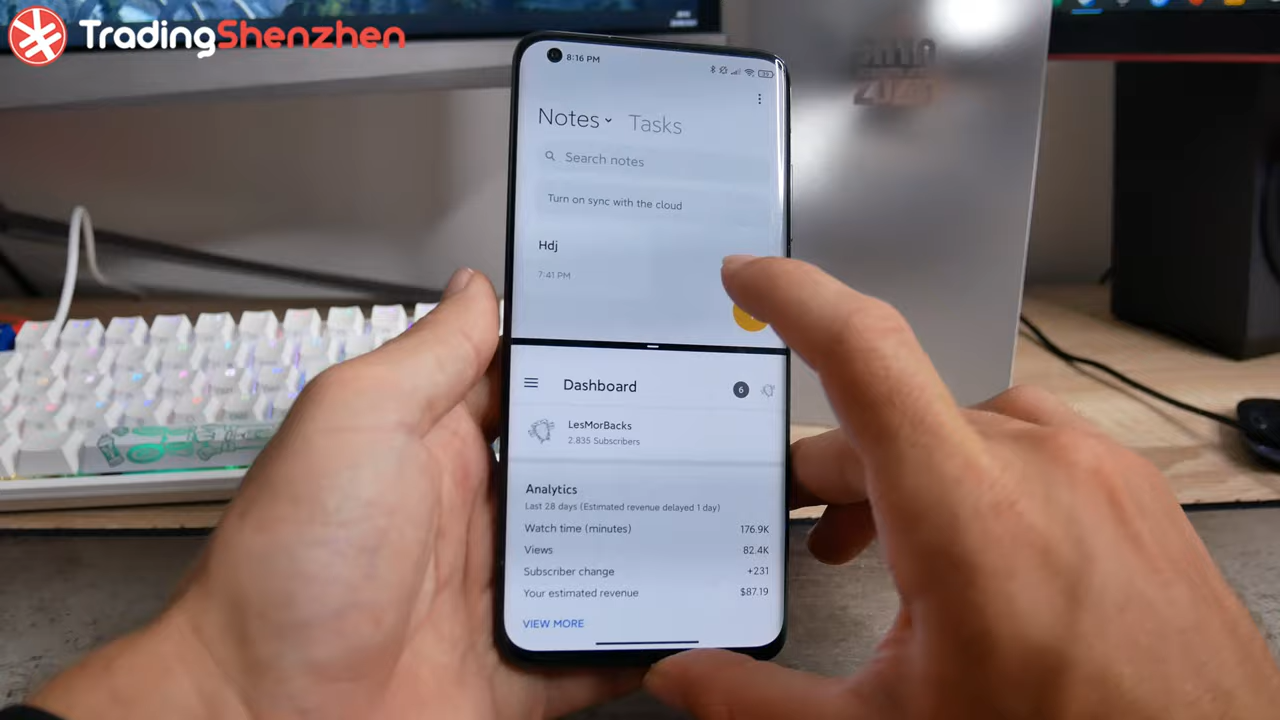 TradingShenzhen
8:16 PM
Notes Tasks
Search notes
Turn on sync with the cloud
Hdj
7:41 PM
Dashboard 6
LesMorBacks
2.835 Subscribers
Analytics
Last 28 days (Estimated revenue delayed 1 day)
Watch time (minutes) 176.9K
Views 82.4K
Subscriber change +231
Your estimated revenue $87.19
VIEW MORE